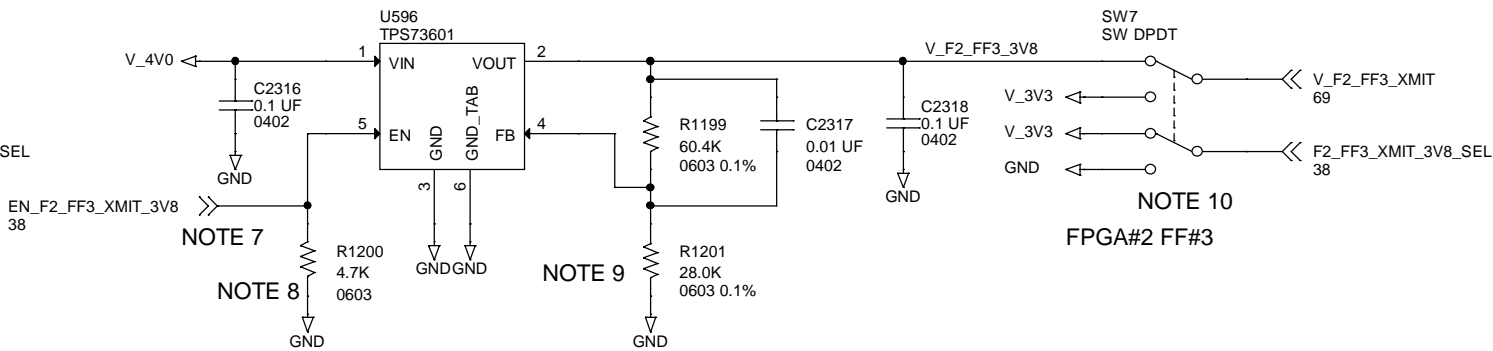 U596
TPS73601
SW7
SW DPDT
V_4V0
1
VIN
VOUT
2
V_F2_FF3_3V8
V_F2_FF3_XMIT
69
C2316
0.1 UF
0402
5
EN
GND
GND_TAB
FB
4
3
6
R1199
60.4K
0603 0.1%
C2317
0.01 UF
0402
C2318
0.1 UF
0402
V_3V3
V_3V3
F2_FF3_XMIT_3V8_SEL
38
GND
SEL
GND
GND
EN_F2_FF3_XMIT_3V8
38
NOTE 7
NOTE 10
FPGA#2 FF#3
R1200
4.7K
0603
NOTE 8
GND
GND
NOTE 9
R1201
28.0K
0603 0.1%
GND
GND